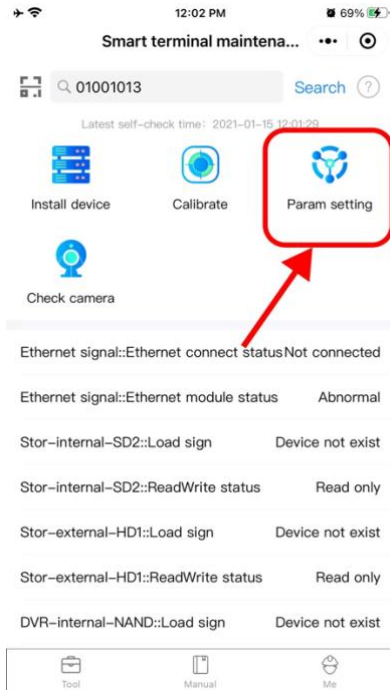 12:02 PM
69%
Smart terminal maintena...
01001013
Search
?
Latest self-check time: 2021-01-15 12:01:29
Install device
Calibrate
Param setting
Check camera
Ethernet signal::Ethernet connect status Not connected
Ethernet signal::Ethernet module status Abnormal
Stor-internal-SD2::Load sign Device not exist
Stor-internal-SD2::ReadWrite status Read only
Stor-external-HD1::Load sign Device not exist
Stor-external-HD1::ReadWrite status Read only
DVR-internal-NAND::Load sign Device not exist
Tool
Manual
Me